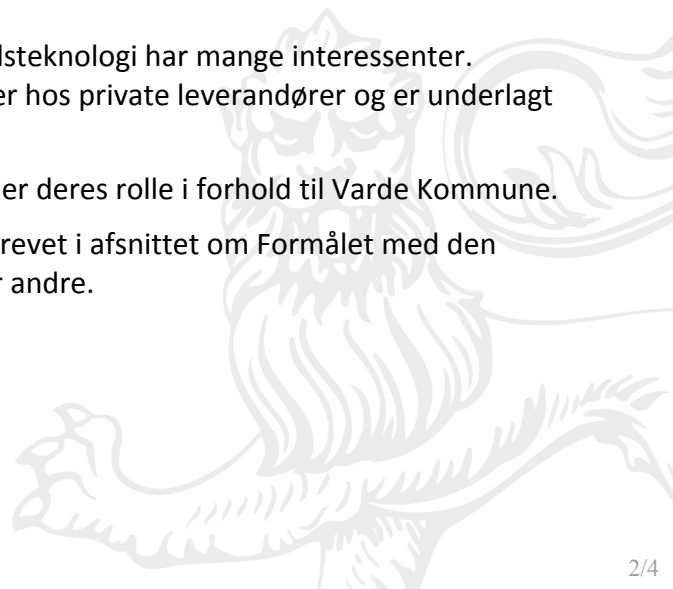 lsteknologi har mange interessenter.
er hos private leverandører og er underlagt
er deres rolle i forhold til Varde Kommune.
revet i afsnittet om Formålet med den
r andre.
2/4